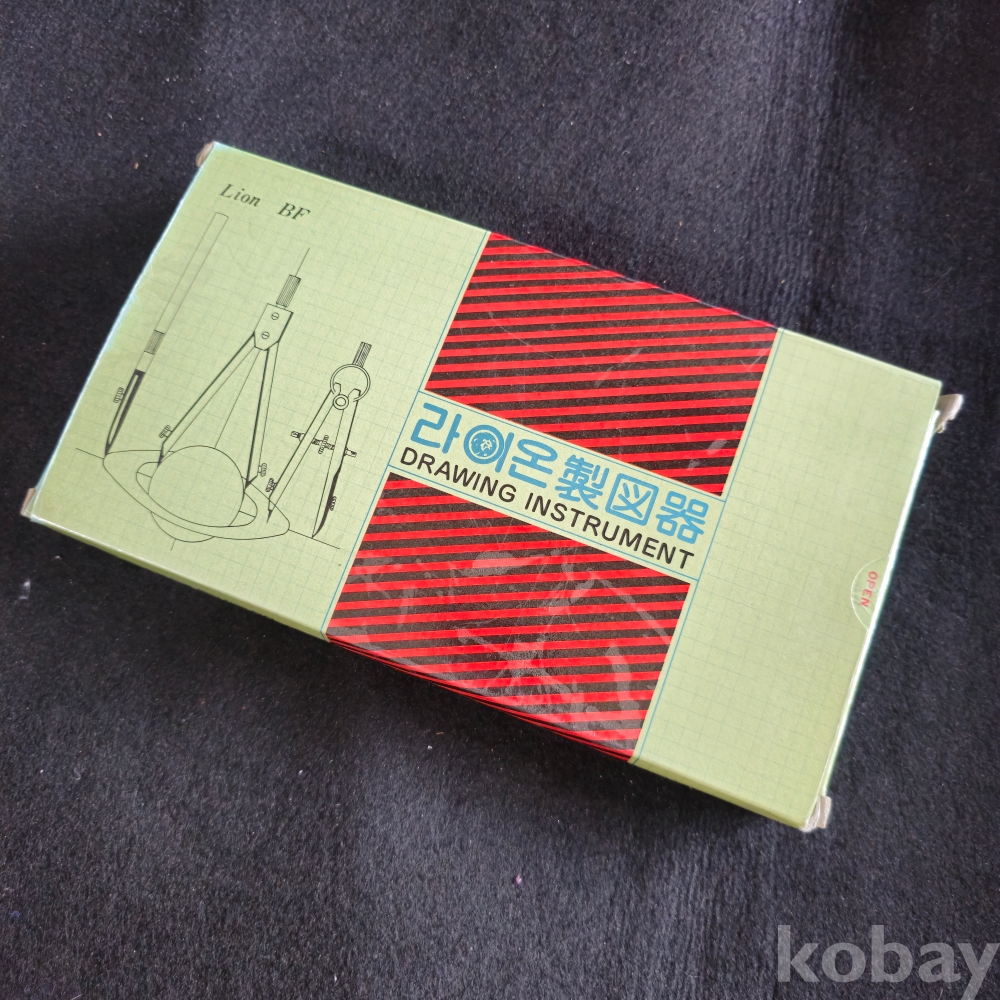 Lion BF
라이온 製図器
DRAWING INSTRUMENT
OPEN
kobay